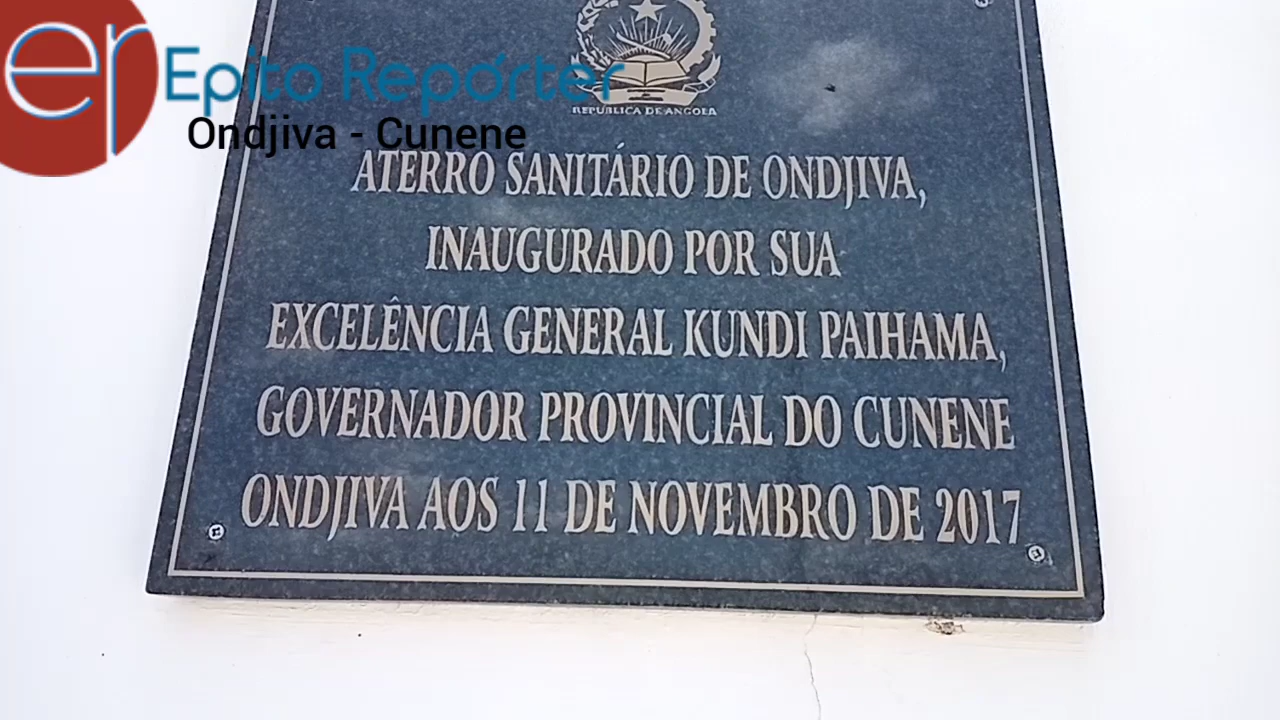 er Epito Repórter
Ondjiva - Cunene
REPÚBLICA DE ANGOLA
ATERRO SANITÁRIO DE ONDJIVA,
INAUGURADO POR SUA
EXCELÊNCIA GENERAL KUNDI PAIHAMA,
GOVERNADOR PROVINCIAL DO CUNENE
ONDJIVA AOS 11 DE NOVEMBRO DE 2017